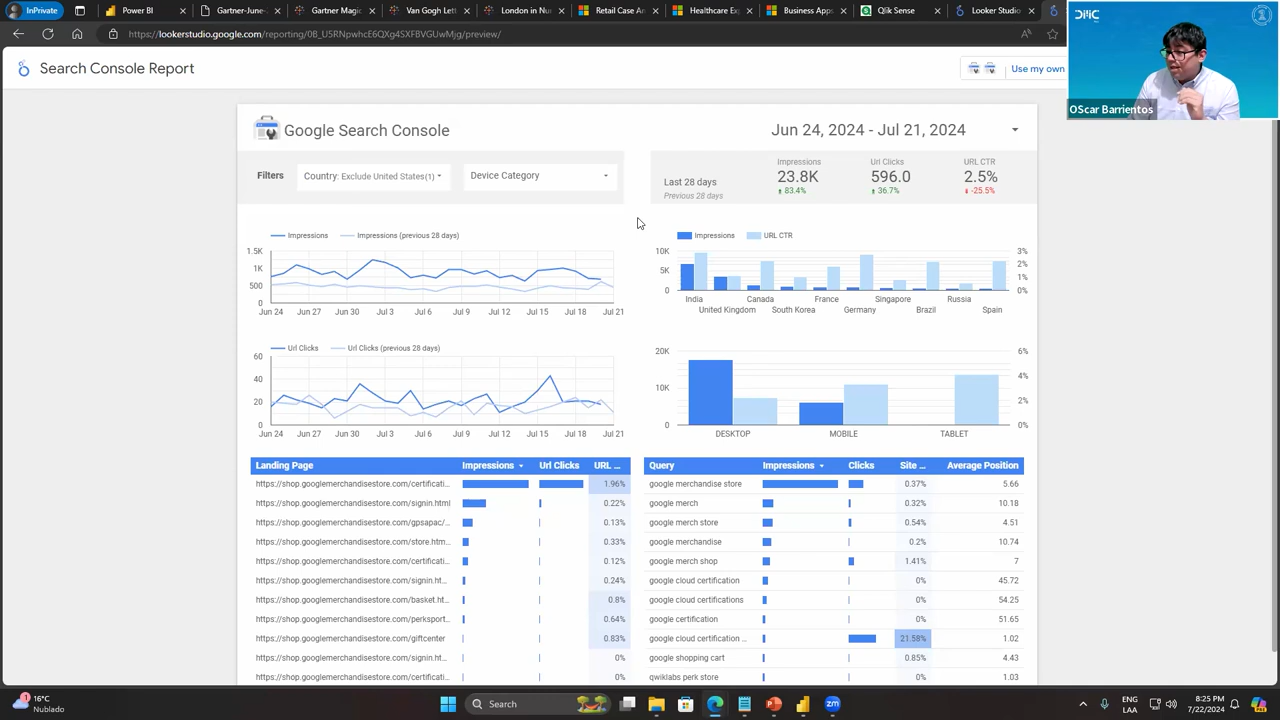 InPrivate
Power BI
Gartner-June-
Gartner Magic
Van Gogh Lett
London in Nu
Retail Case An
Healthcare Ex
Business Apps
Qlik Sense
Looker Studio
https://lookerstudio.google.com/reporting/0B_U5RNpwhcE6QXg4SXFBVGUwMjg/preview/
Search Console Report
Use my own
OScar Barrientos
Google Search Console
Jun 24, 2024 - Jul 21, 2024
Filters
Country: Exclude United States(1)
Device Category
Last 28 days
Previous 28 days
Impressions
23.8K
83.4%
Url Clicks
596.0
36.7%
URL CTR
2.5%
-25.5%
Impressions
Impressions (previous 28 days)
1.5K
1K
500
0
Jun 24 Jun 27 Jun 30 Jul 3 Jul 6 Jul 9 Jul 12 Jul 15 Jul 18 Jul 21
Impressions
URL CTR
10K
5K
0
3%
2%
1%
0%
India Canada France Singapore Russia
United Kingdom South Korea Germany Brazil Spain
Url Clicks
Url Clicks (previous 28 days)
60
40
20
0
Jun 24 Jun 27 Jun 30 Jul 3 Jul 6 Jul 9 Jul 12 Jul 15 Jul 18 Jul 21
20K
10K
0
6%
4%
2%
0%
DESKTOP MOBILE TABLET
Landing Page Impressions Url Clicks URL ...
https://shop.googlemerchandisestore.com/certificati... 1.96%
https://shop.googlemerchandisestore.com/signin.html 0.22%
https://shop.googlemerchandisestore.com/gpsapac/... 0.13%
https://shop.googlemerchandisestore.com/store.htm... 0.33%
https://shop.googlemerchandisestore.com/certificati... 0.12%
https://shop.googlemerchandisestore.com/signin.ht... 0.24%
https://shop.googlemerchandisestore.com/basket.ht... 0.8%
https://shop.googlemerchandisestore.com/perksport... 0.64%
https://shop.googlemerchandisestore.com/giftcenter 0.83%
https://shop.googlemerchandisestore.com/signin.ht... 0%
https://shop.googlemerchandisestore.com/certificati... 0%
Query Impressions Clicks Site ... Average Position
google merchandise store 0.37% 5.66
google merch 0.32% 10.18
google merch store 0.54% 4.51
google merchandise 0.2% 10.74
google merch shop 1.41% 7
google cloud certification 0% 45.72
google cloud certifications 0% 54.25
google certification 0% 51.65
google cloud certification ... 21.58% 1.02
google shopping cart 0.85% 4.43
qwiklabs perk store 0% 1.03
1
16°C
Nublado
Search
ENG
LAA
8:25 PM
7/22/2024